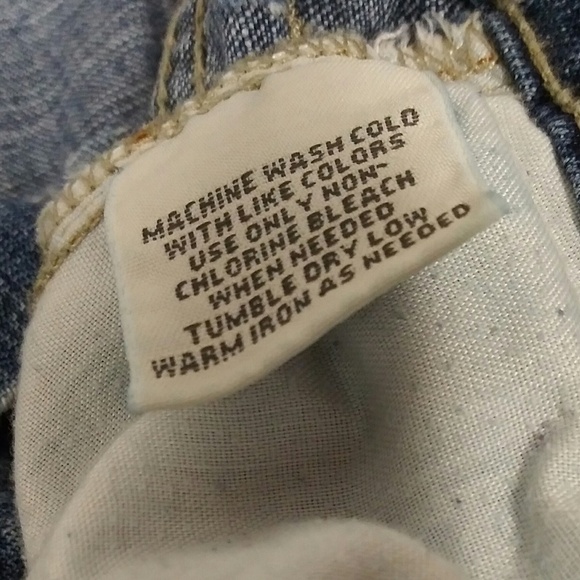 MACHINE WASH COLD
WITH LIKE COLORS
USE ONLY NON-
CHLORINE BLEACH
WHEN NEEDED
TUMBLE DRY LOW
WARM IRON AS NEEDED